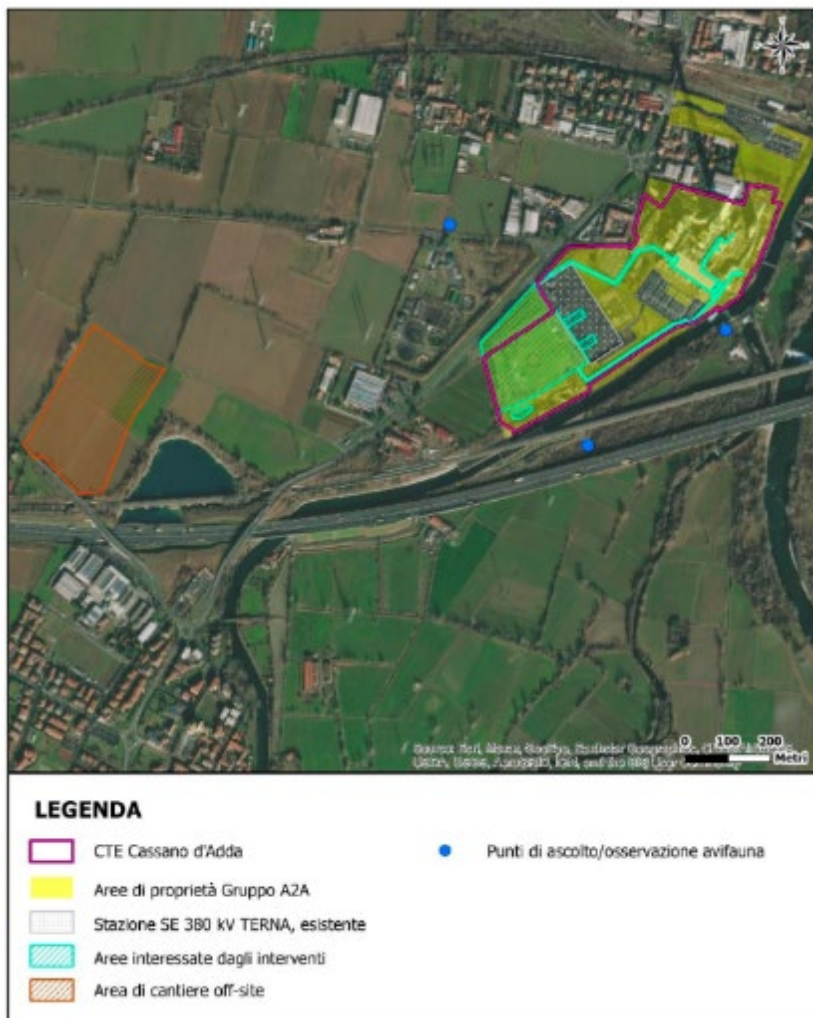 0 100 200
Metri
LEGENDA
CTE Cassano d'Adda
Aree di proprietà Gruppo A2A
Stazione SE 380 kV TERNA, esistente
Aree interessate dagli interventi
Area di cantiere off-site
Punti di ascolto/osservazione avifauna